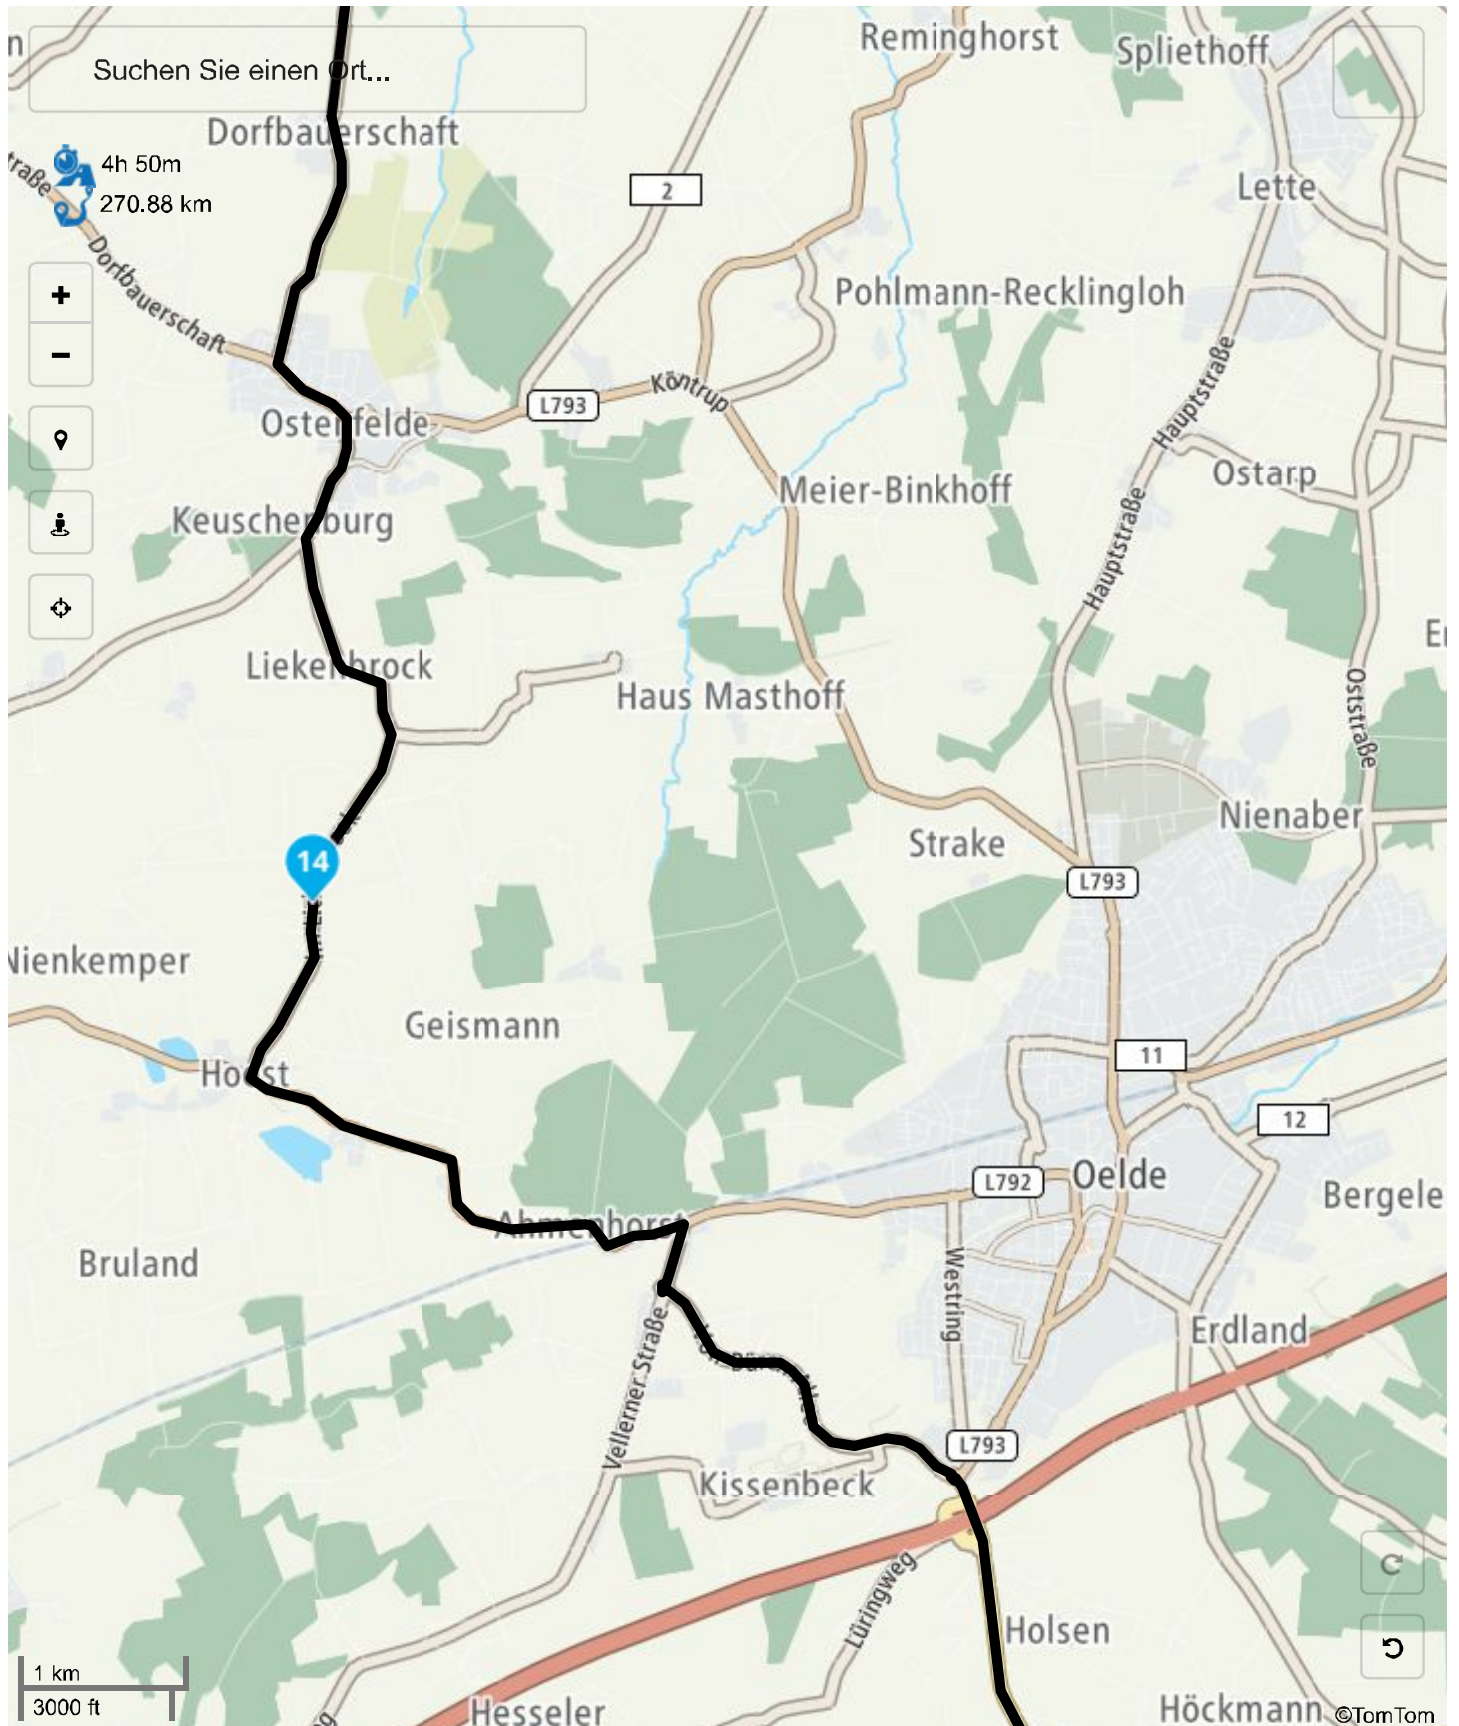 Reminghorst
Spliethoff
Suchen Sie einen Ort...
Dorfbauerschaft
4h 50m
270.88 km
2
Lette
Dorfbauerschaft
Pohlmann-Recklingloh
+
−
Hauptstraße
Köntrup
L793
Ostenfelde
Ostarp
Meier-Binkhoff
Keuschenburg
Hauptstraße
Liekenbrock
Haus Masthoff
Oststraße
Nienaber
Strake
14
L793
Nienkemper
Geismann
11
Hoest
12
L792
Oelde
Bergele
Ahmenhorst
Bruland
Westring
Erdland
Vellerner Straße
L793
Kissenbeck
Lüringweg
Holsen
1 km
3000 ft
Hesseler
Höckmann
©TomTom